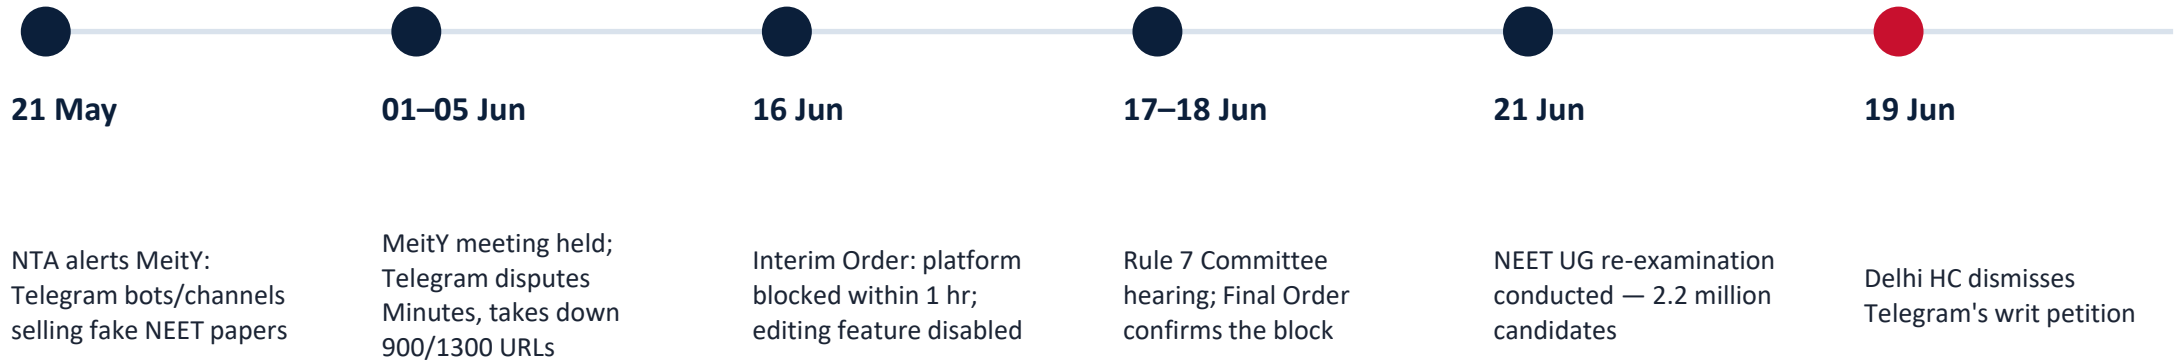 21 May
NTA alerts MeitY:
Telegram bots/channels
selling fake NEET papers
01–05 Jun
MeitY meeting held;
Telegram disputes
Minutes, takes down
900/1300 URLs
16 Jun
Interim Order: platform
blocked within 1 hr;
editing feature disabled
17–18 Jun
Rule 7 Committee
hearing; Final Order
confirms the block
21 Jun
NEET UG re-examination
conducted — 2.2 million
candidates
19 Jun
Delhi HC dismisses
Telegram's writ petition